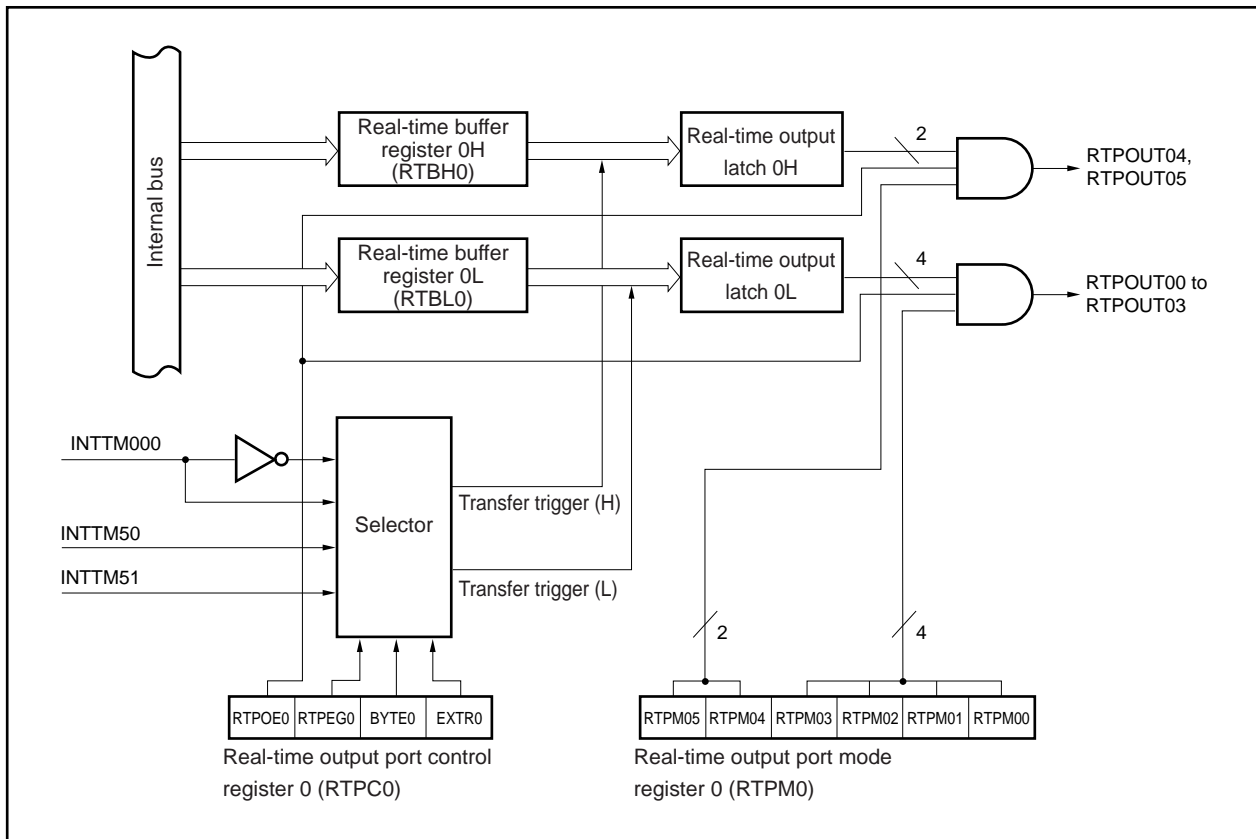 Internal bus
Real-time buffer
register 0H
(RTBH0)
Real-time output
latch 0H
2
RTPOUT04,
RTPOUT05
Real-time buffer
register 0L
(RTBL0)
Real-time output
latch 0L
4
RTPOUT00 to
RTPOUT03
INTTM000
INTTM50
INTTM51
Selector
Transfer trigger (H)
Transfer trigger (L)
2
4
RTPOE0 RTPEG0 BYTE0 EXTR0
Real-time output port control
register 0 (RTPC0)
RTPM05 RTPM04 RTPM03 RTPM02 RTPM01 RTPM00
Real-time output port mode
register 0 (RTPM0)